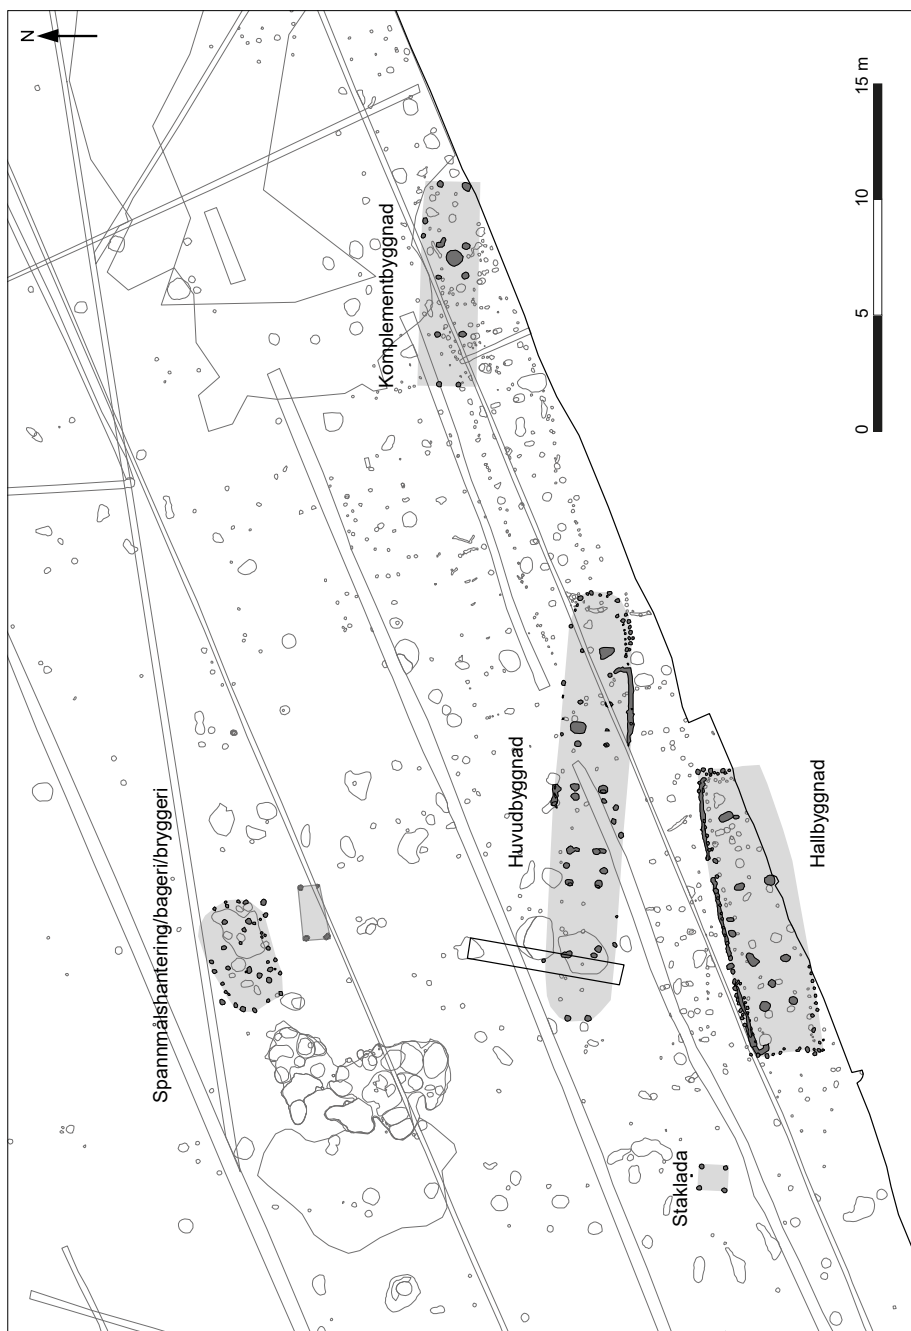 N
Spannmålshantering/bageri/bryggeri
Komplementbyggnad
Huvudbyggnad
Staklada
Hallbyggnad
0 5 10 15 m